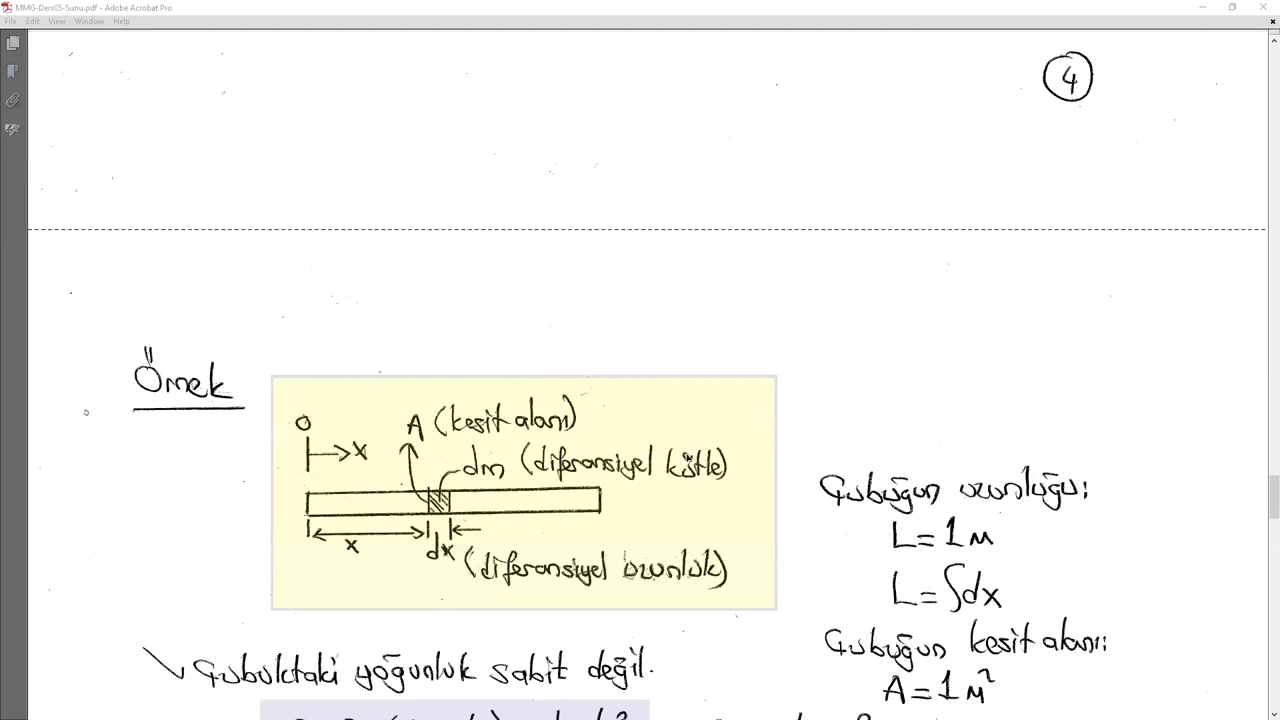 MMG-Ders05-Sunu.pdf - Adobe Acrobat Pro
File Edit View Window Help
4
Örnek
O
x
A (kesit alanı)
dm (diferansiyel kütle)
x
dx (diferansiyel uzunluk)
Çubuğun uzunluğu:
L = 1 m
L = ∫dx
Çubuğun kesit alanı:
A = 1 m²
Çubuktaki yoğunluk sabit değil.